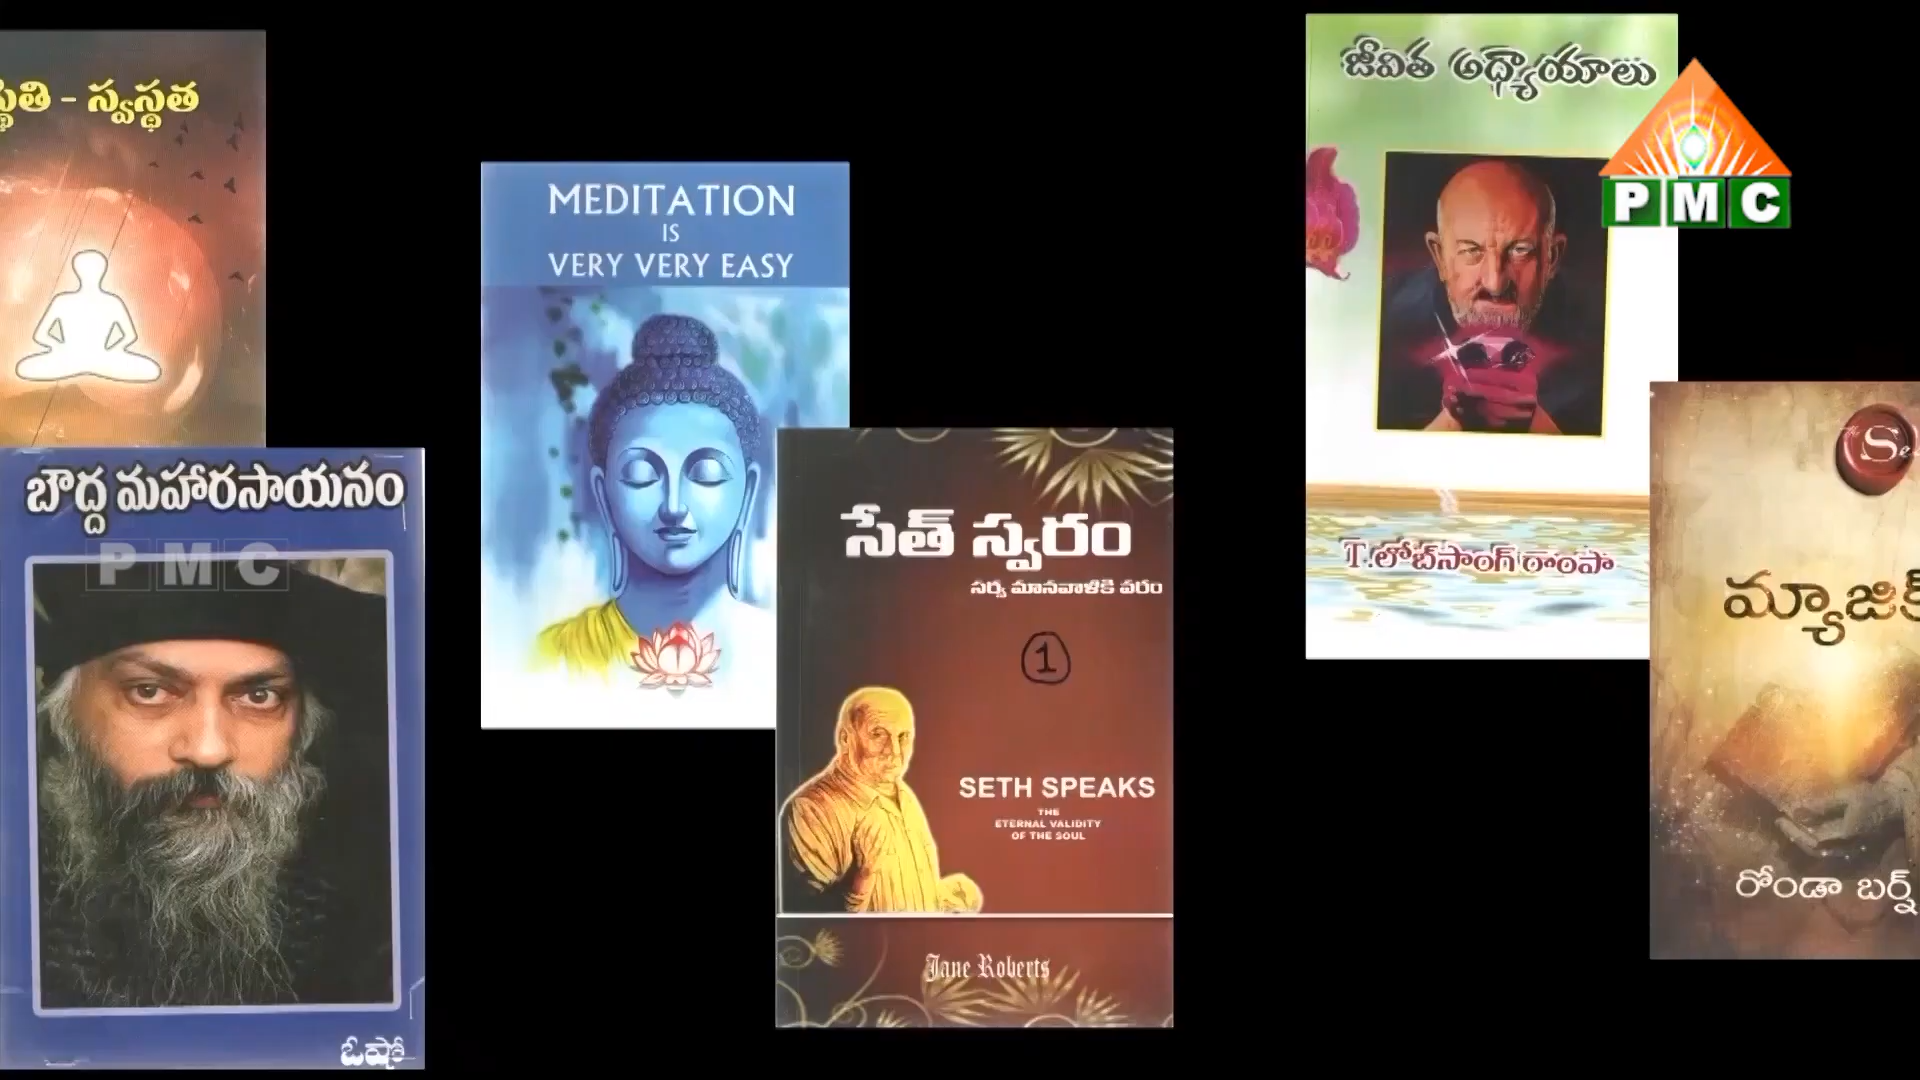 స్థితి - స్వస్థత
బౌద్ధ మహారసాయనం
PMC
ఓషో
MEDITATION
IS
VERY VERY EASY
సేత్ స్వరం
సర్వ మానవాళికి వరం
1
SETH SPEAKS
THE
ETERNAL VALIDITY
OF THE SOUL
Jane Roberts
జీవిత అధ్యాయాలు
T.లోబ్‌సాంగ్ రాంపా
PMC
మ్యాజిక్
రోండా బర్న్